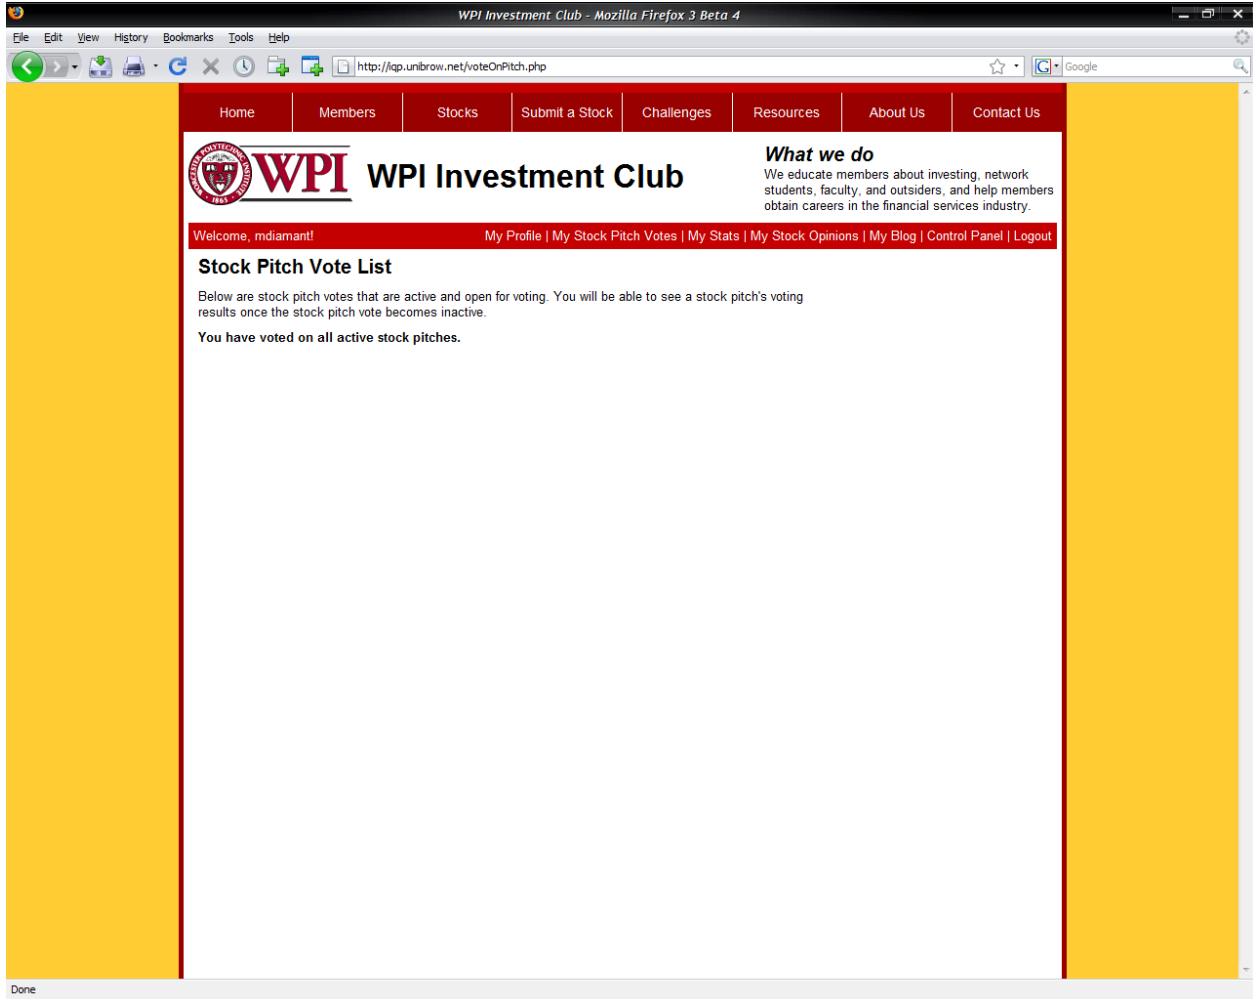 WPI Investment Club - Mozilla Firefox 3 Beta 4
File Edit View History Bookmarks Tools Help
http://iqp.unibrow.net/voteOnPitch.php
G Google
Home Members Stocks Submit a Stock Challenges Resources About Us Contact Us
WORCESTER POLYTECHNIC INSTITUTE
1865
WPI
WPI Investment Club
What we do
We educate members about investing, network
students, faculty, and outsiders, and help members
obtain careers in the financial services industry.
Welcome, mdiamant!
My Profile | My Stock Pitch Votes | My Stats | My Stock Opinions | My Blog | Control Panel | Logout
Stock Pitch Vote List
Below are stock pitch votes that are active and open for voting. You will be able to see a stock pitch's voting
results once the stock pitch vote becomes inactive.
You have voted on all active stock pitches.
Done